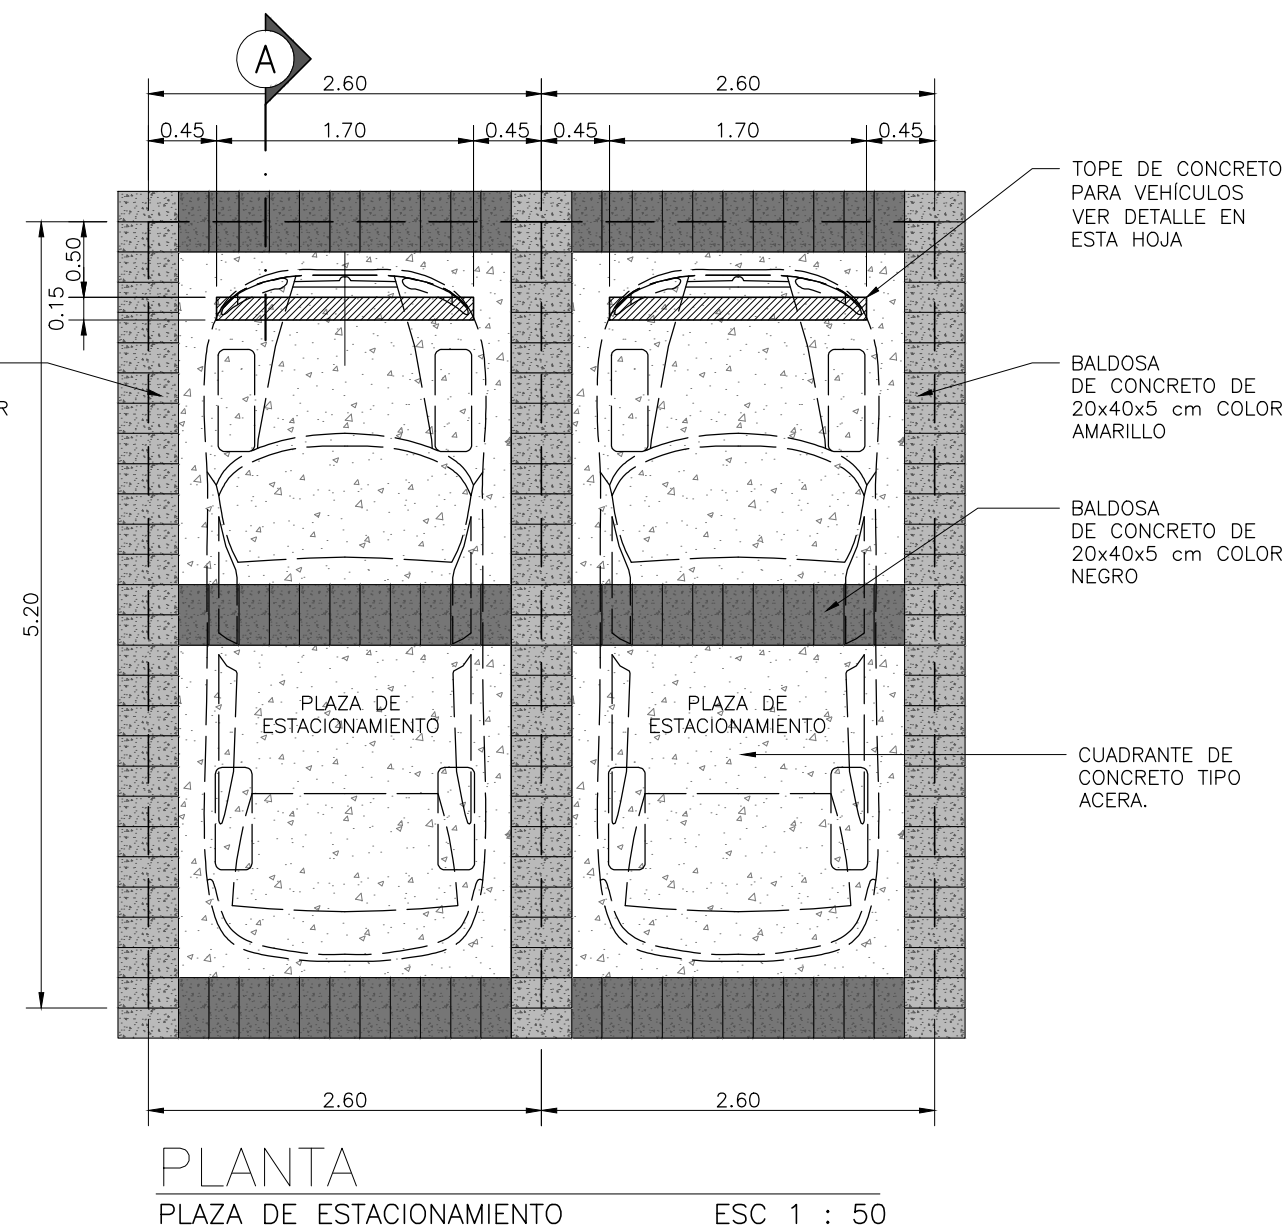 A
2.60
2.60
0.45
1.70
0.45
0.45
1.70
0.45
TOPE DE CONCRETO
PARA VEHÍCULOS
VER DETALLE EN
ESTA HOJA
0.50
0.15
5.20
R
BALDOSA
DE CONCRETO DE
20x40x5 cm COLOR
AMARILLO
BALDOSA
DE CONCRETO DE
20x40x5 cm COLOR
NEGRO
PLAZA DE
ESTACIONAMIENTO
PLAZA DE
ESTACIONAMIENTO
CUADRANTE DE
CONCRETO TIPO
ACERA.
2.60
2.60
PLANTA
PLAZA DE ESTACIONAMIENTO ESC 1 : 50